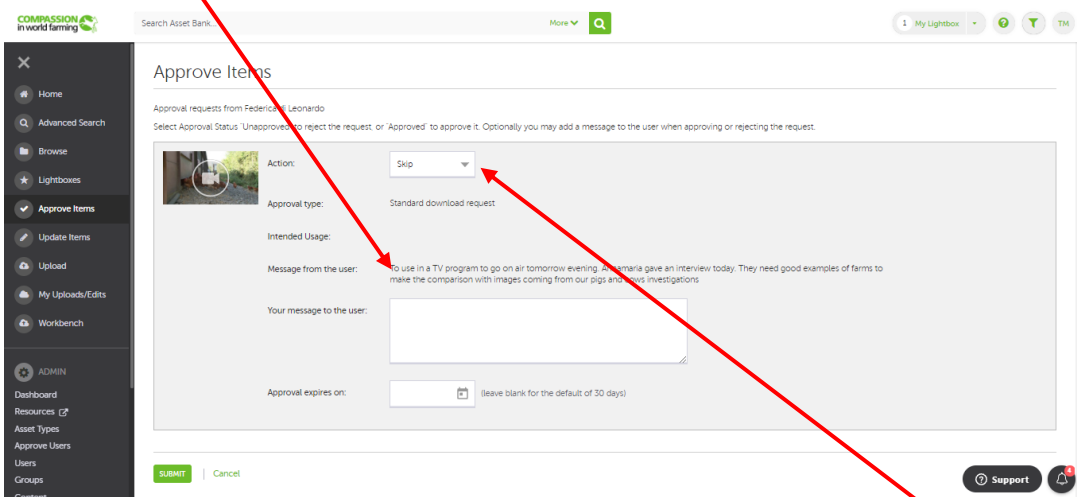 COMPASSION
in world farming
Search Asset Bank...
More
1 My Lightbox
?
T
TM
Home
Advanced Search
Browse
Lightboxes
Approve Items
Update Items
Upload
My Uploads/Edits
Workbench
ADMIN
Dashboard
Resources
Asset Types
Approve Users
Users
Groups
Content
Approve Items
Approval requests from Federica Leonardo
Select Approval Status "Unapproved" to reject the request, or "Approved" to approve it. Optionally you may add a message to the user when approving or rejecting the request.
Action:
Skip
Approval type:
Standard download request
Intended Usage:
Message from the user:
To use in a TV program to go on air tomorrow evening. Annamaria gave an interview today. They need good examples of farms to
make the comparison with images coming from our pigs and cows investigations
Your message to the user:
Approval expires on:
(leave blank for the default of 30 days)
SUBMIT
Cancel
? Support
4